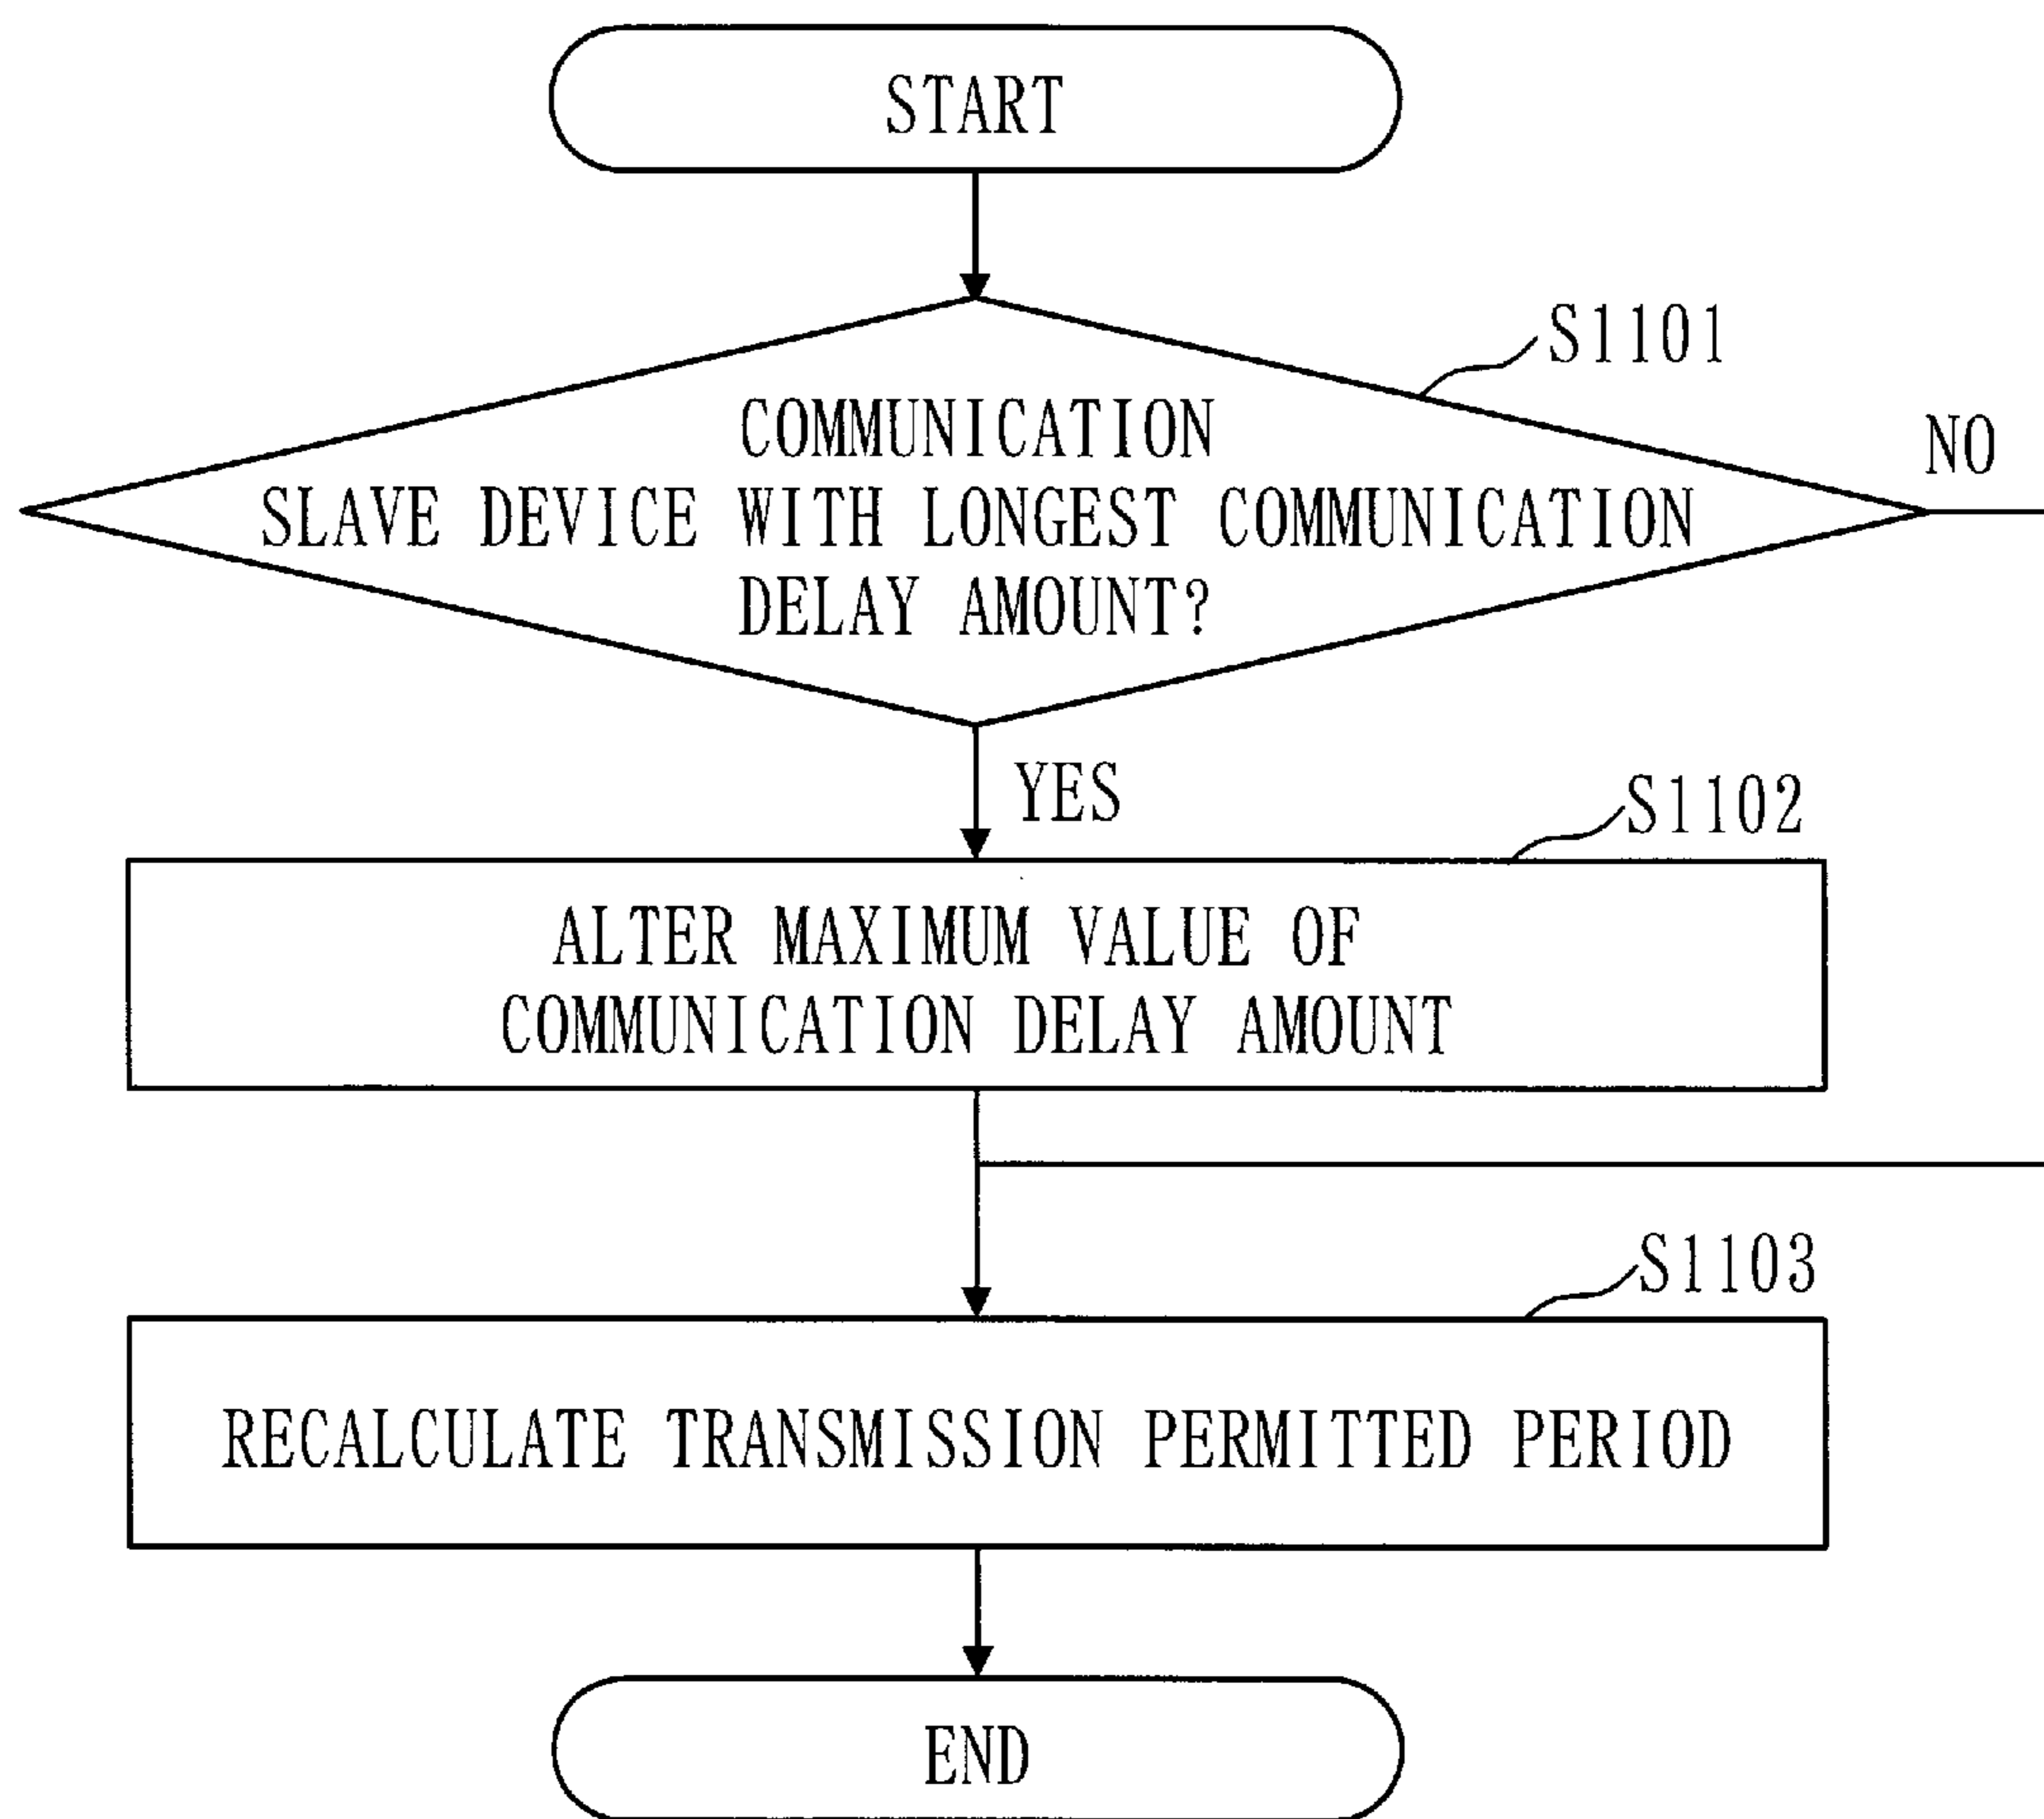 START
S1101
COMMUNICATION
SLAVE DEVICE WITH LONGEST COMMUNICATION
DELAY AMOUNT?
NO
YES
S1102
ALTER MAXIMUM VALUE OF
COMMUNICATION DELAY AMOUNT
S1103
RECALCULATE TRANSMISSION PERMITTED PERIOD
END